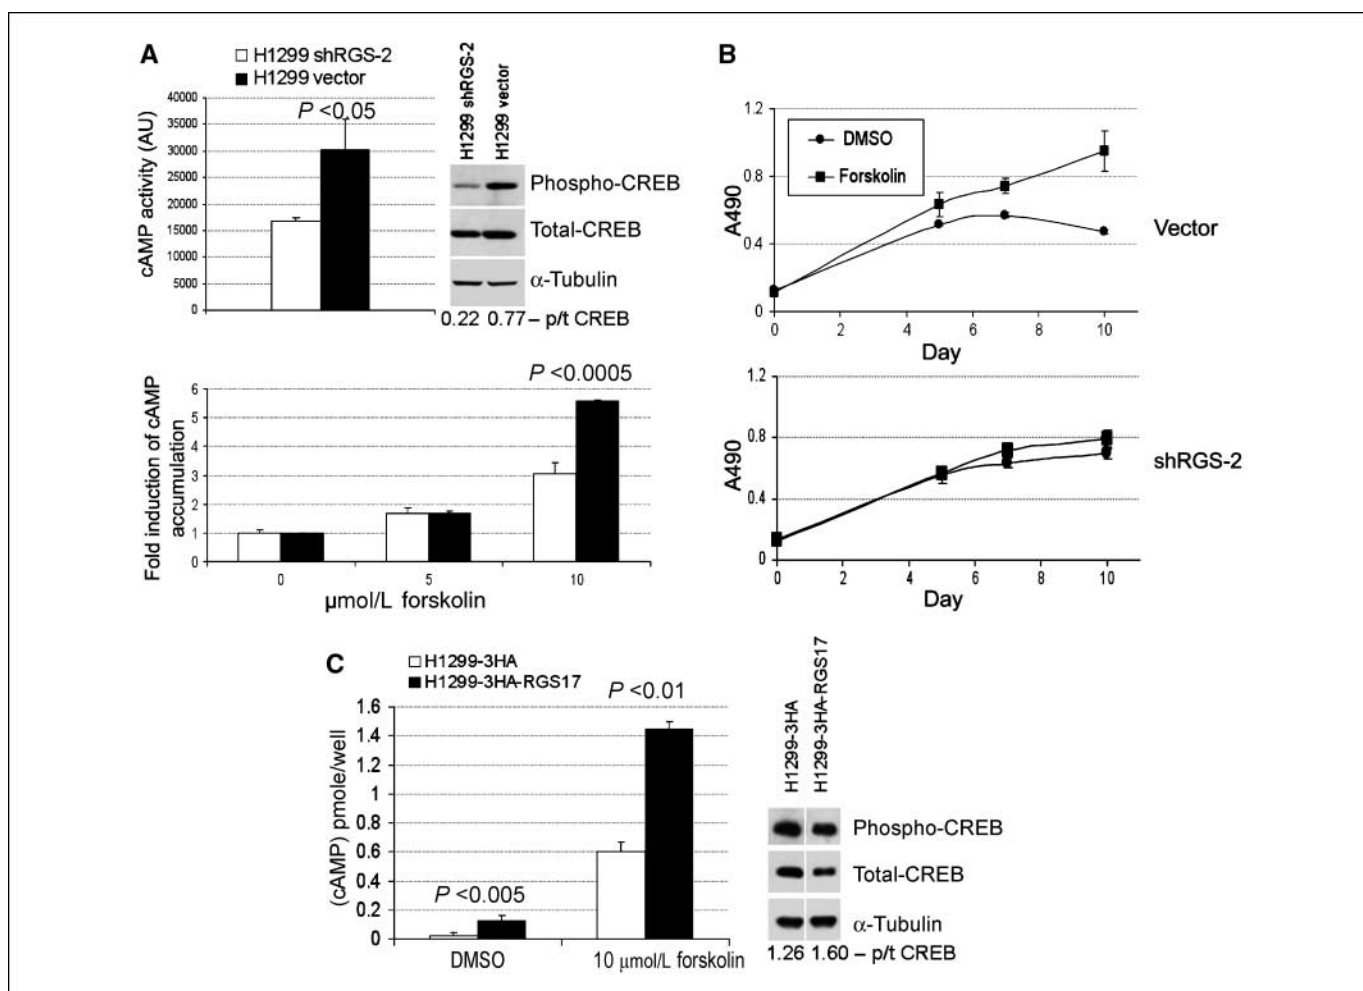 A
H1299 shRGS-2
H1299 vector
cAMP activity (AU)
40000
35000
30000
25000
20000
15000
10000
5000
0
P <0.05
H1299 shRGS-2
H1299 vector
Phospho-CREB
Total-CREB
α-Tubulin
0.22 0.77 – p/t CREB
Fold induction of cAMP
accumulation
6
5
4
3
2
1
0
P <0.0005
0 5 10
µmol/L forskolin
B
A490
1.2
0.8
0.4
0
DMSO
Forskolin
Vector
0 2 4 6 8 10
Day
A490
1.2
0.8
0.4
0
shRGS-2
0 2 4 6 8 10
Day
C
H1299-3HA
H1299-3HA-RGS17
(cAMP) pmole/well
1.6
1.4
1.2
1
0.8
0.6
0.4
0.2
0
P <0.01
P <0.005
DMSO 10 µmol/L forskolin
H1299-3HA
H1299-3HA-RGS17
Phospho-CREB
Total-CREB
α-Tubulin
1.26 1.60 – p/t CREB